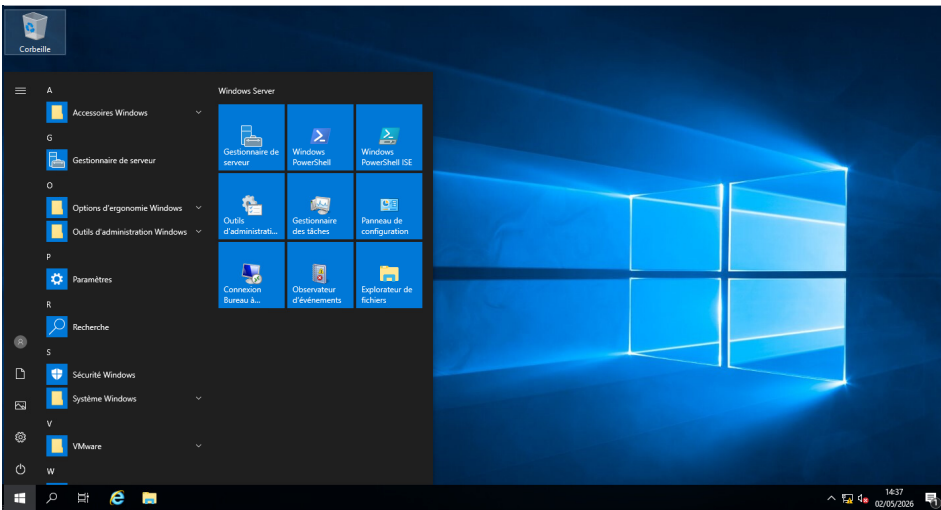 Corbeille
A
Accessoires Windows
G
Gestionnaire de serveur
O
Options d'ergonomie Windows
Outils d'administration Windows
P
Paramètres
R
Recherche
S
Sécurité Windows
Système Windows
V
VMware
W
Windows Server
Gestionnaire de
serveur
Windows
PowerShell
Windows
PowerShell ISE
Outils
d'administrati...
Gestionnaire
des tâches
Panneau de
configuration
Connexion
Bureau à...
Observateur
d'événements
Explorateur de
fichiers
14:37
02/05/2026
1